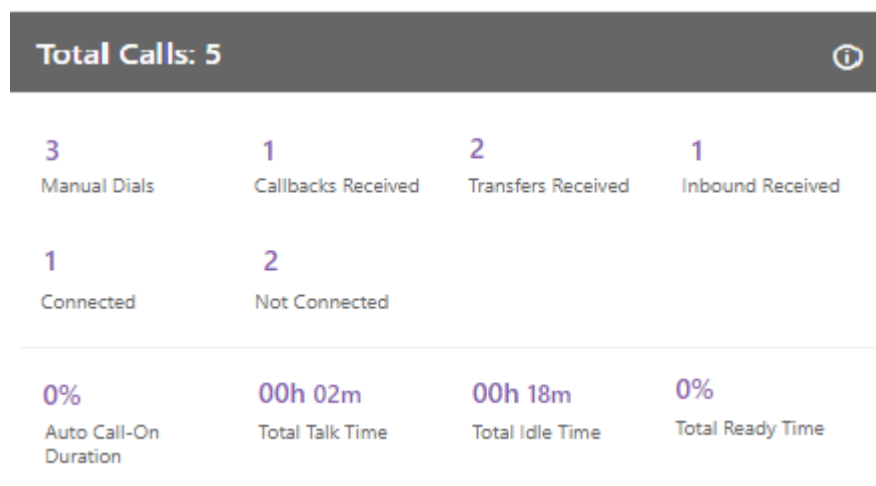 Total Calls: 5
3
1
2
1
Manual Dials
Callbacks Received
Transfers Received
Inbound Received
1
2
Connected
Not Connected
0%
00h 02m
00h 18m
0%
Auto Call-On
Duration
Total Talk Time
Total Idle Time
Total Ready Time